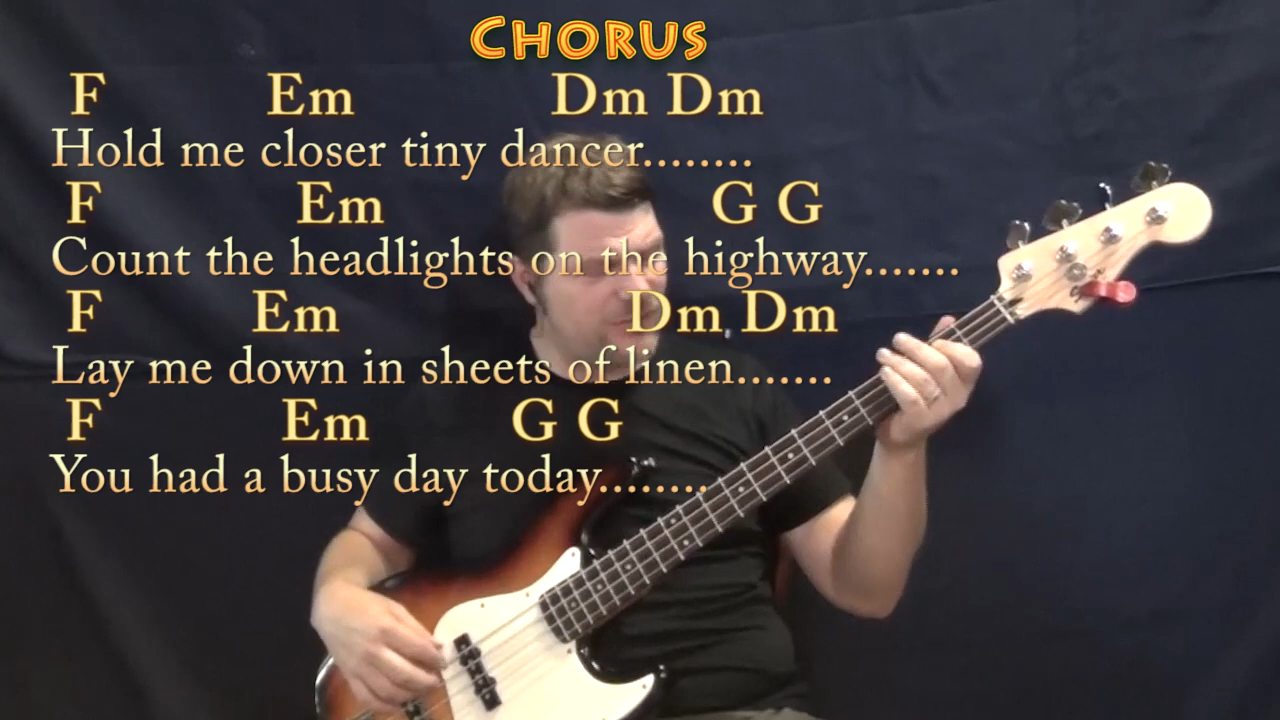 CHORUS
F Em Dm Dm
Hold me closer tiny dancer........
F Em G G
Count the headlights on the highway.......
F Em Dm Dm
Lay me down in sheets of linen.......
F Em G G
You had a busy day today........